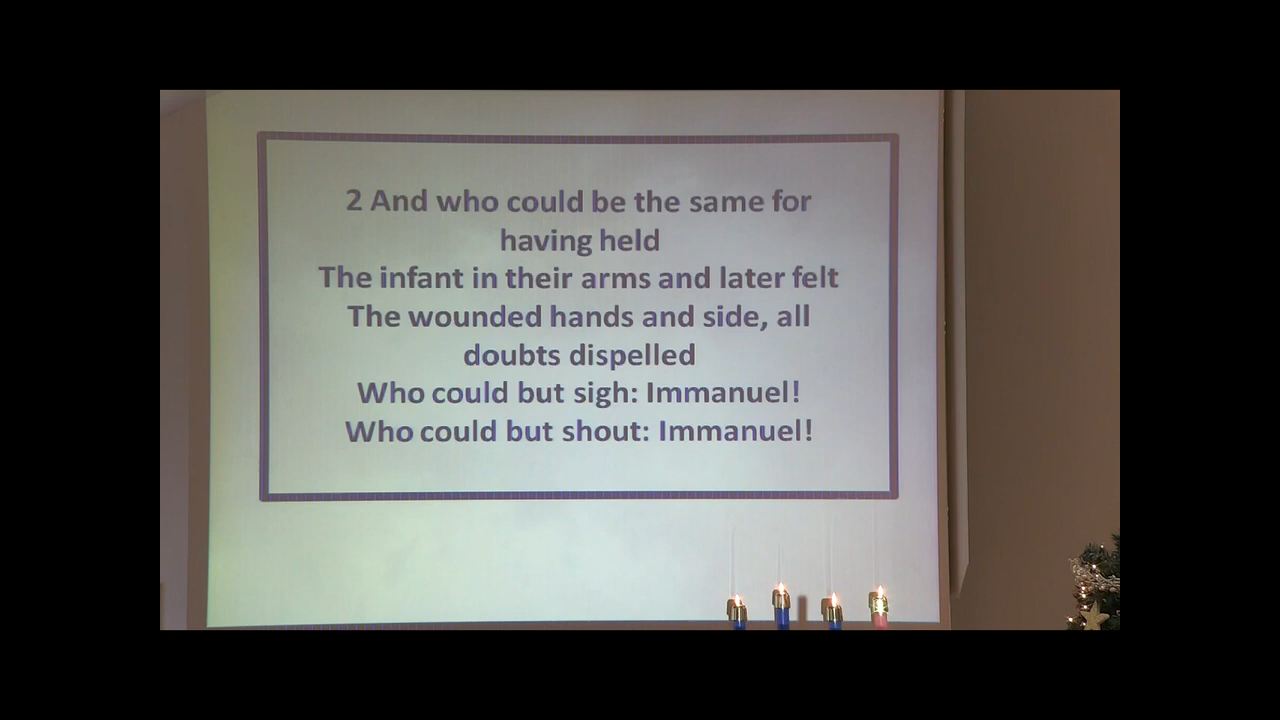 2 And who could be the same for
having held
The infant in their arms and later felt
The wounded hands and side, all
doubts dispelled
Who could but sigh: Immanuel!
Who could but shout: Immanuel!